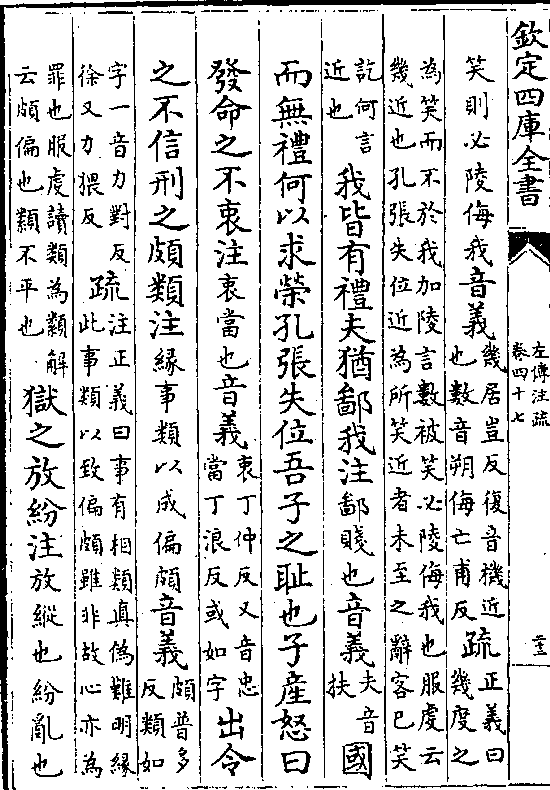 欽定四庫全書
左傳注疏
卷四十七
二十三
笑則必陵侮我音義幾居豈反復音機近
也數音朔侮亡甫反疏正義曰
幾度之
為笑而不於我加陵言數被笑必陵侮我也服虔云
幾近也孔張失位近為所笑近者未至之辭客已笑
訖何言
近也我皆有禮夫猶鄙我注鄙賤也音義夫音
扶國
而無禮何以求榮孔張失位吾子之恥也子産怒曰
發命之不衷注衷當也音義衷丁仲反又音忠
當丁浪反或如字出令
之不信刑之頗類注緣事類以成偏頗音義頗普多
反類如
字一音力對反
徐又力猥反疏注正義曰事有相類真偽難明緣
此事類以致偏頗雖非故心亦為
罪也服虔讀類為纇解
云頗偏也纇不平也獄之放紛注放縱也紛亂也